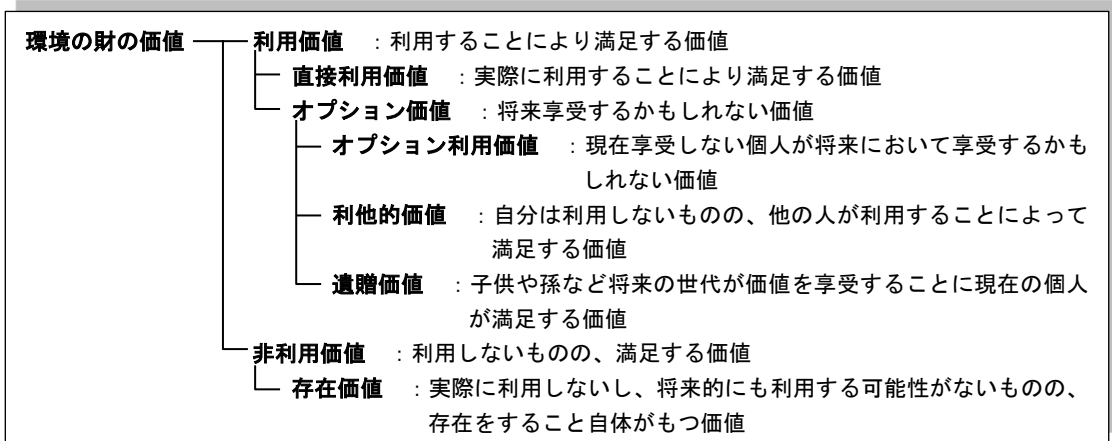 環境の財の価値 利用価値 ：利用することにより満足する価値
直接利用価値 ：実際に利用することにより満足する価値
オプション価値 ：将来享受するかもしれない価値
オプション利用価値 ：現在享受しない個人が将来において享受するかも
しれない価値
利他的価値 ：自分は利用しないものの、他の人が利用することによって
満足する価値
遺贈価値 ：子供や孫など将来の世代が価値を享受することに現在の個人
が満足する価値
非利用価値 ：利用しないものの、満足する価値
存在価値 ：実際に利用しないし、将来的にも利用する可能性がないものの、
存在をすること自体がもつ価値